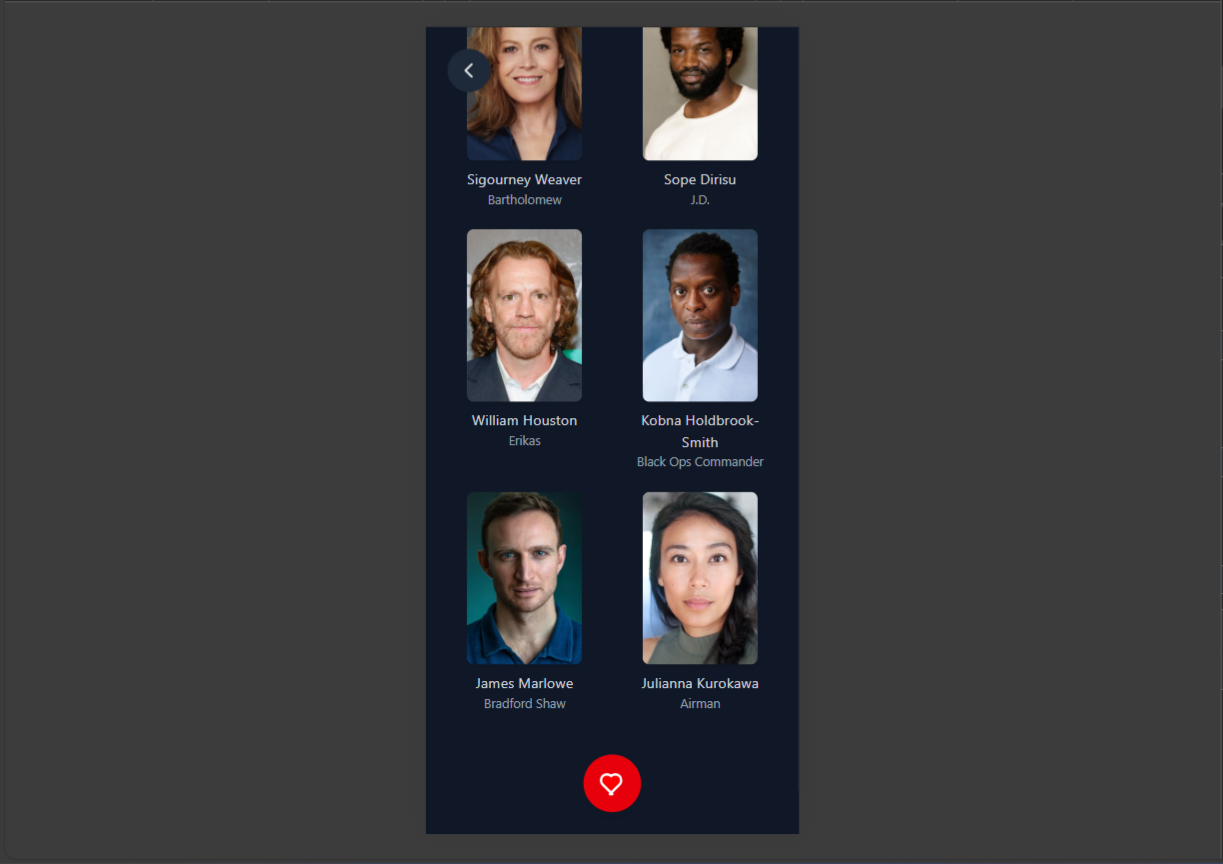 Sigourney Weaver
Bartholomew
Sope Dirisu
J.D.
William Houston
Erikas
Kobna Holdbrook-
Smith
Black Ops Commander
James Marlowe
Bradford Shaw
Julianna Kurokawa
Airman